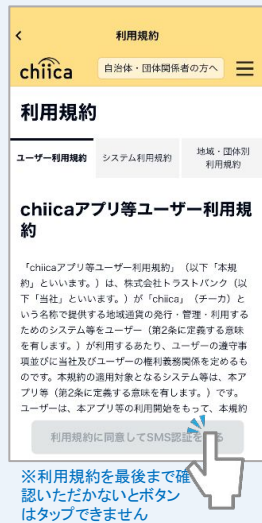 利用規約
chiica
自治体・団体関係者の方へ
利用規約
ユーザー利用規約
システム利用規約
地域・団体別
利用規約
chiicaアプリ等ユーザー利用規
約
「chiicaアプリ等ユーザー利用規約」（以下「本規
約」といいます。）は、株式会社トラストバンク（以
下「当社」といいます。）が「chiica」（チーカ）と
いう名称で提供する地域通貨の発行・管理・利用する
ためのシステム等をユーザー（第2条に定義する意味
を有します。）が利用するあたり、ユーザーの遵守事
項並びに当社及びユーザーの権利義務関係を定めるも
のです。本規約の適用対象となるシステム等は、本ア
プリ等（第2条に定義する意味を有します。）です。
ユーザーは、本アプリ等の利用開始をもって、本規約
利用規約に同意してSMS認証をする
※利用規約を最後まで確
認いただかないとボタン
はタップできません